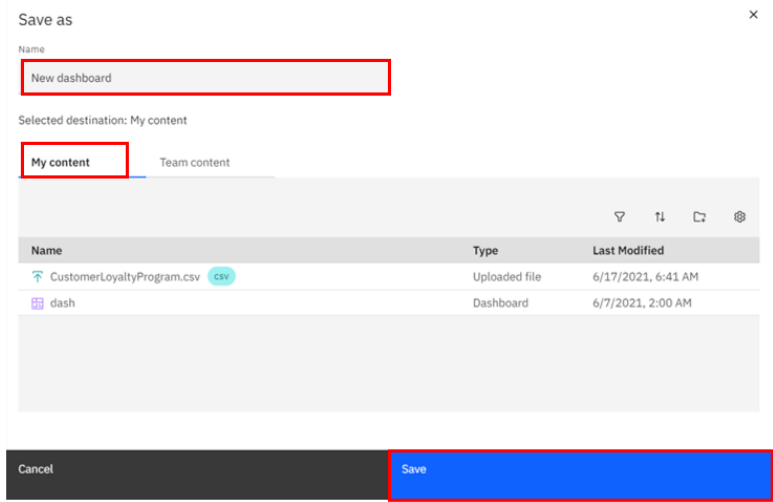 Save as
Name
New dashboard
Selected destination: My content
My content Team content
Name Type Last Modified
CustomerLoyaltyProgram.csv csv Uploaded file 6/17/2021, 6:41 AM
dash Dashboard 6/7/2021, 2:00 AM
Cancel Save